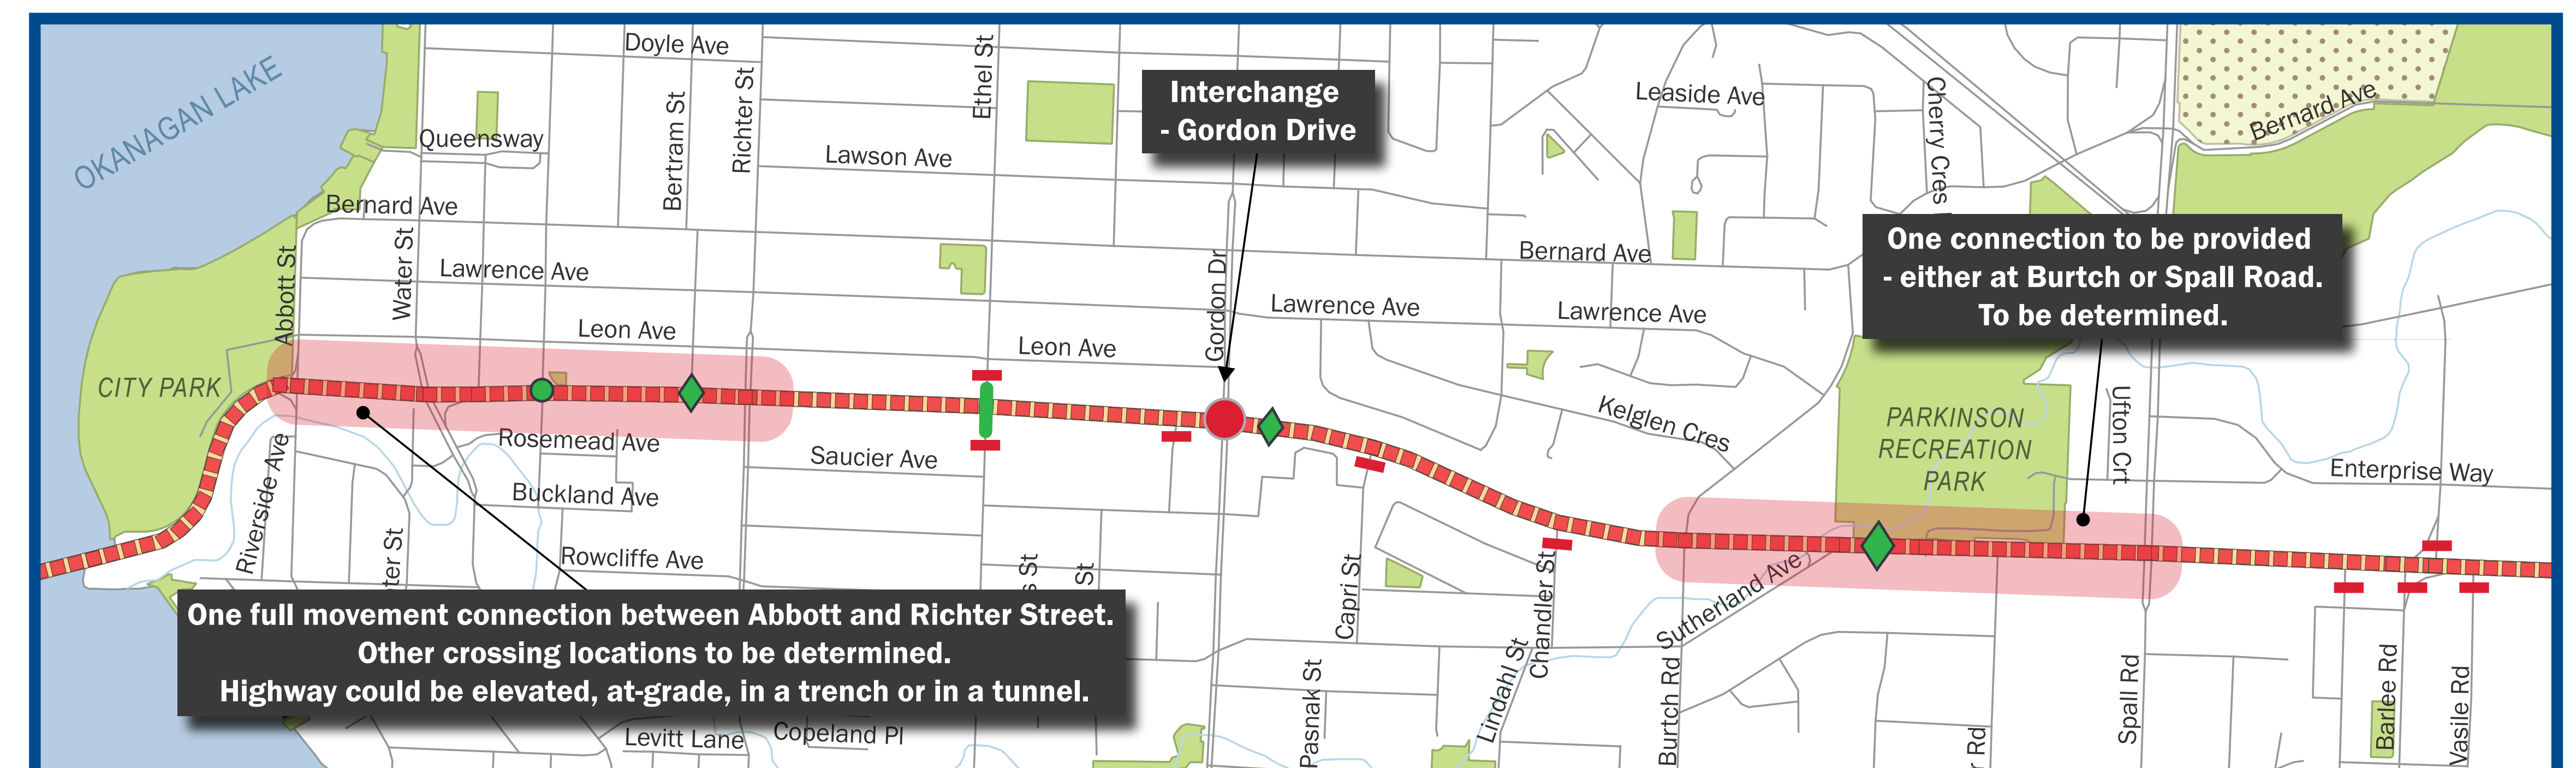 Doyle Ave
OKANAGAN LAKE
Queensway
Bertram St
Richter St
Ethel St
Lawson Ave
Interchange
- Gordon Drive
Leaside Ave
Cherry Cres
Bernard Ave
Bernard Ave
Abbott St
Water St
Lawrence Ave
Leon Ave
Leon Ave
Gordon Dr
Lawrence Ave
Bernard Ave
Lawrence Ave
One connection to be provided
- either at Burtch or Spall Road.
To be determined.
CITY PARK
Riverside Ave
Rosemead Ave
Saucier Ave
Buckland Ave
Rowcliffe Ave
Kelglen Cres
PARKINSON
RECREATION
PARK
Ufton Crt
Enterprise Way
Sutherland Ave
One full movement connection between Abbott and Richter Street.
Other crossing locations to be determined.
Highway could be elevated, at-grade, in a trench or in a tunnel.
St
St
St
Capri St
Chandler St
Lindahl St
Pasnak St
Burtch Rd
Rd
Spall Rd
Barlee Rd
Vasile Rd
Levitt Lane
Copeland Pl